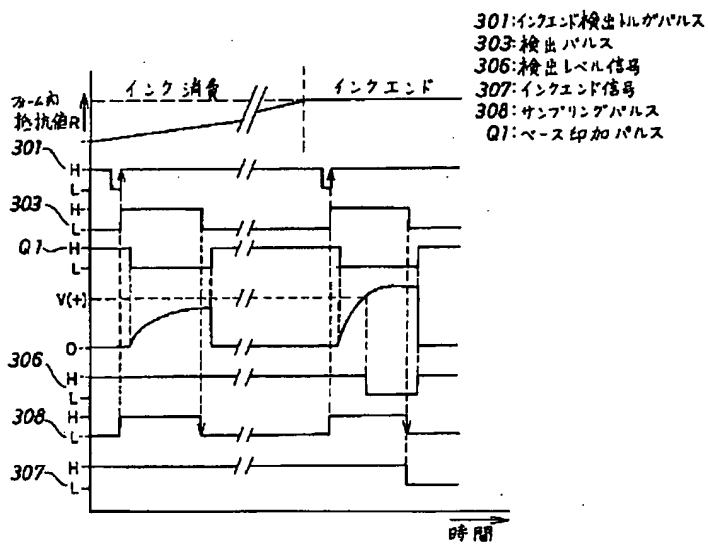 301:インクエンド検出トリガパルス
303:検出パルス
306:検出レベル信号
307:インクエンド信号
308:サンプリングパルス
Q1:ベース印加パルス
インク消費
インクエンド
フォーム内
抵抗値R
301
H
L
303
H
L
Q1
H
L
V(+)
0
306
H
L
308
H
L
307
H
L
時間